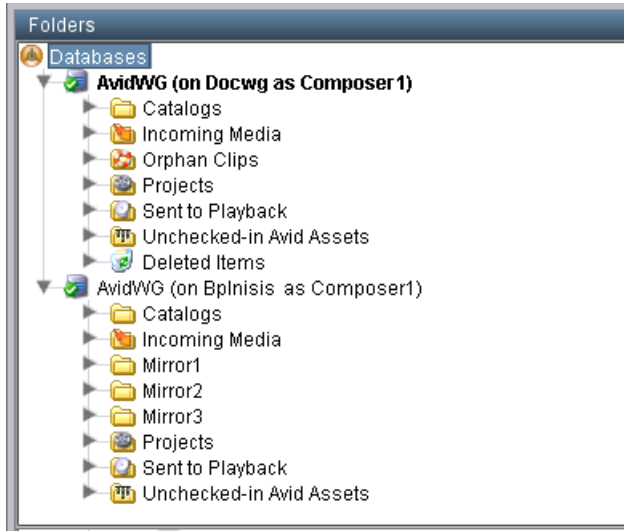 Folders
Databases
AvidWG (on Docwg as Composer1)
Catalogs
Incoming Media
Orphan Clips
Projects
Sent to Playback
Unchecked-in Avid Assets
Deleted Items
AvidWG (on Bplnisis as Composer1)
Catalogs
Incoming Media
Mirror1
Mirror2
Mirror3
Projects
Sent to Playback
Unchecked-in Avid Assets